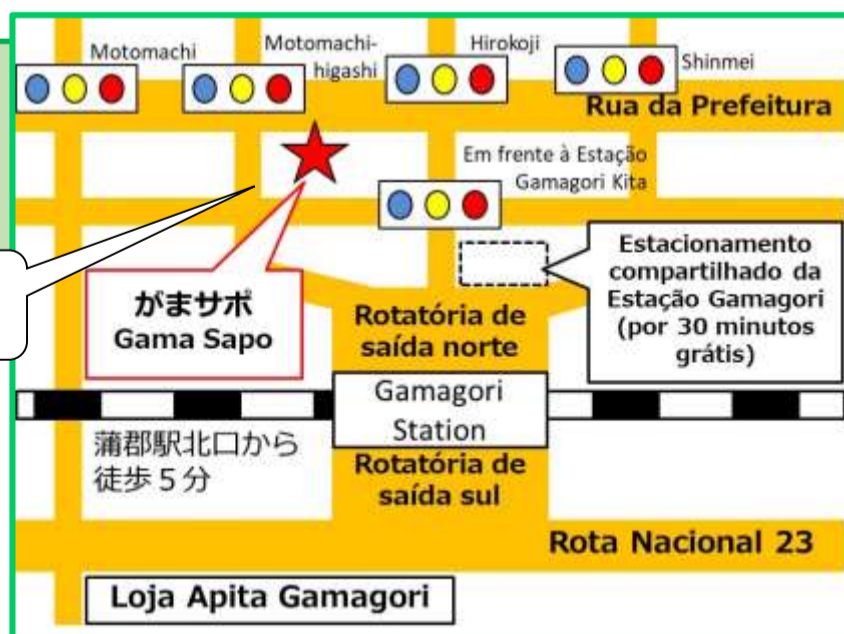 Motomachi
Motomachi-
higashi
Hirokoji
Shinmei
Rua da Prefeitura
Em frente à Estação
Gamagori Kita
がまサポ
Gama Sapo
Estacionamento
compartilhado da
Estação Gamagori
(por 30 minutos
grátis)
Rotatória de
saída norte
Gamagori
Station
蒲郡駅北口から
徒歩５分
Rotatória de
saída sul
Rota Nacional 23
Loja Apita Gamagori